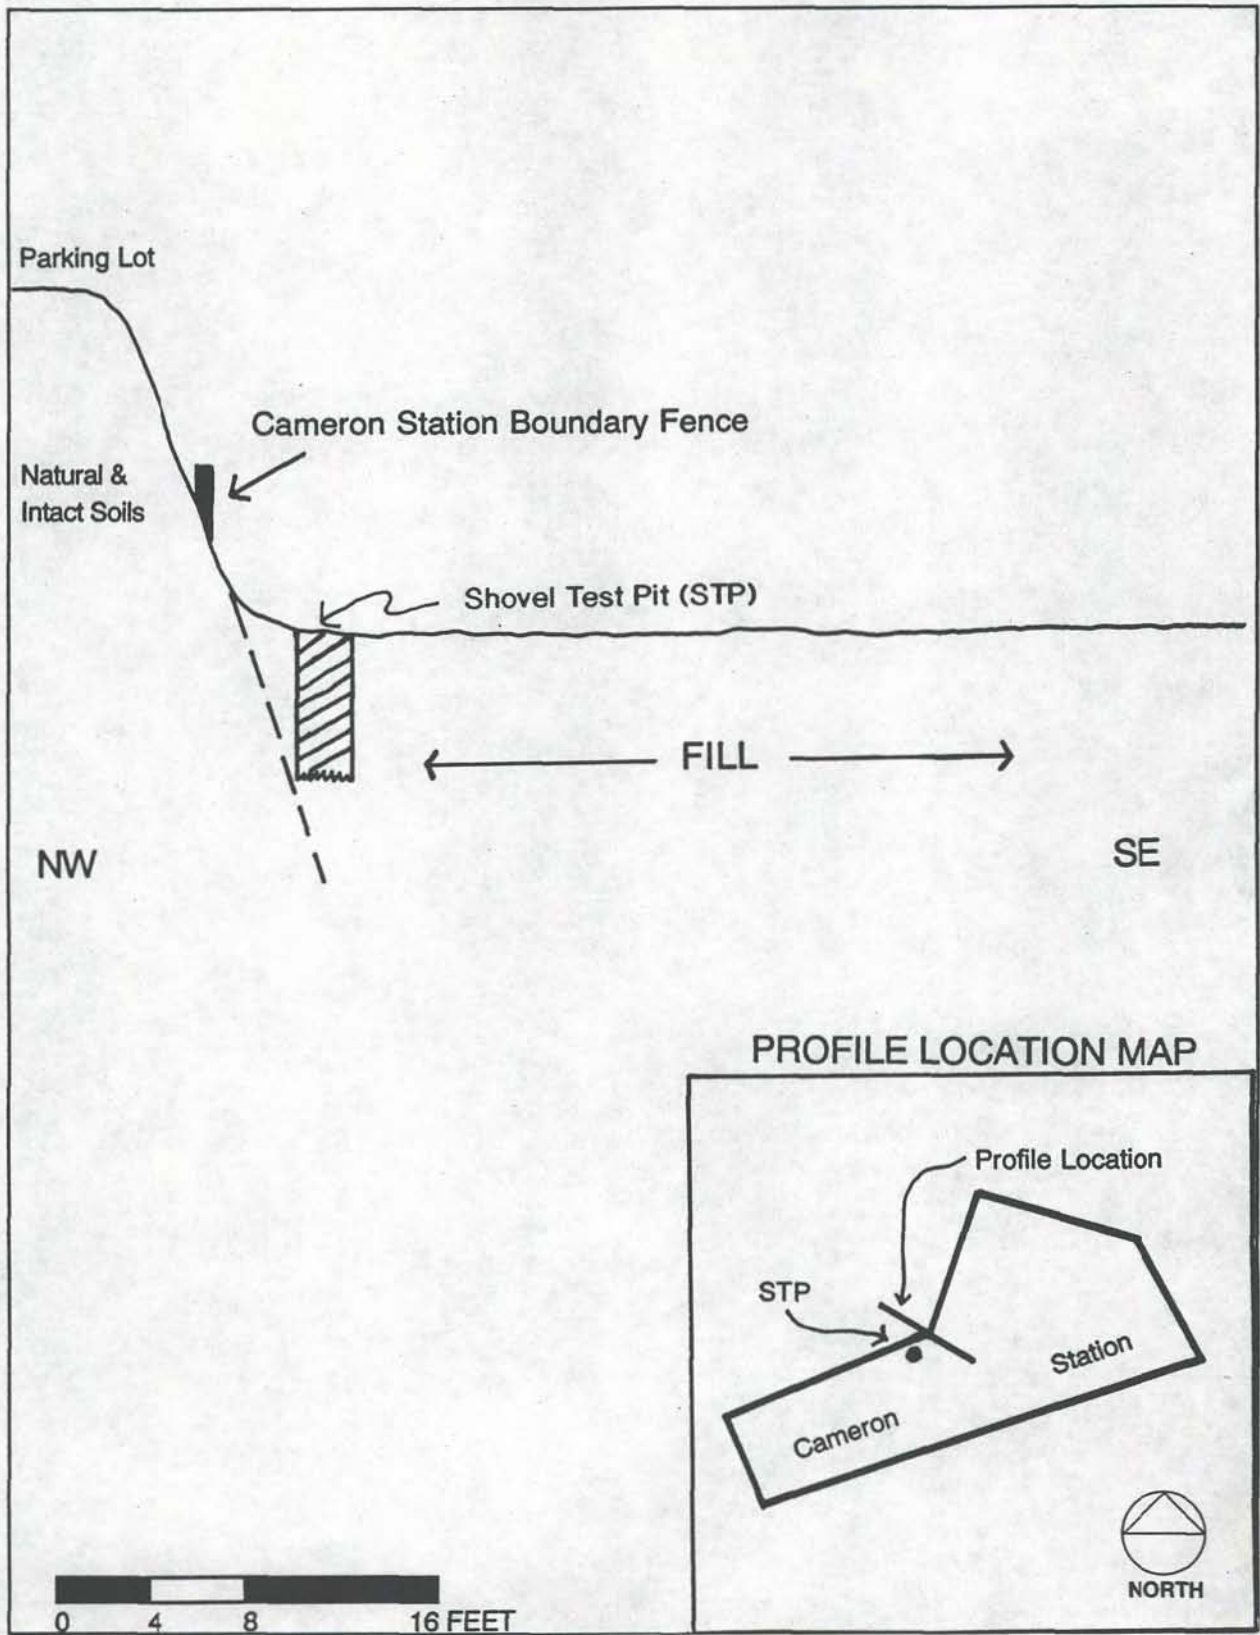 Parking Lot
Cameron Station Boundary Fence
Natural &
Intact Soils
Shovel Test Pit (STP)
FILL
NW
SE
PROFILE LOCATION MAP
Profile Location
STP
Station
Cameron
NORTH
0 4 8 16 FEET